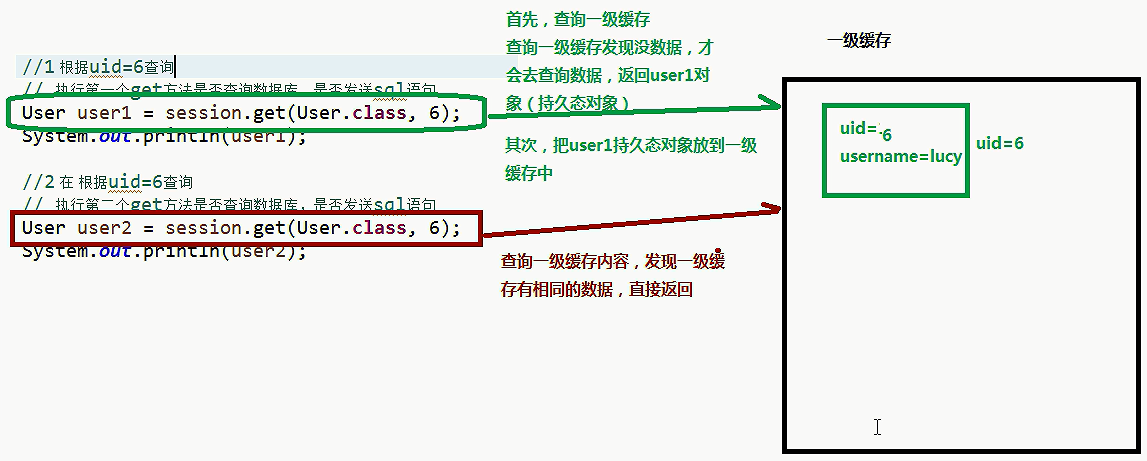 首先，查询一级缓存
查询一级缓存发现没数据，才
会去查询数据，返回user1对
象（持久态对象）
其次，把user1持久态对象放到一级
缓存中
//1 根据uid=6查询
// 执行第一个get方法是否查询数据库，是否发送sql语句
User user1 = session.get(User.class, 6);
System.out.println(user1);
//2 在 根据uid=6查询
// 执行第二个get方法是否查询数据库，是否发送sql语句
User user2 = session.get(User.class, 6);
System.out.println(user2);
查询一级缓存内容，发现一级缓
存有相同的数据，直接返回
一级缓存
uid=6
username=lucy
uid=6